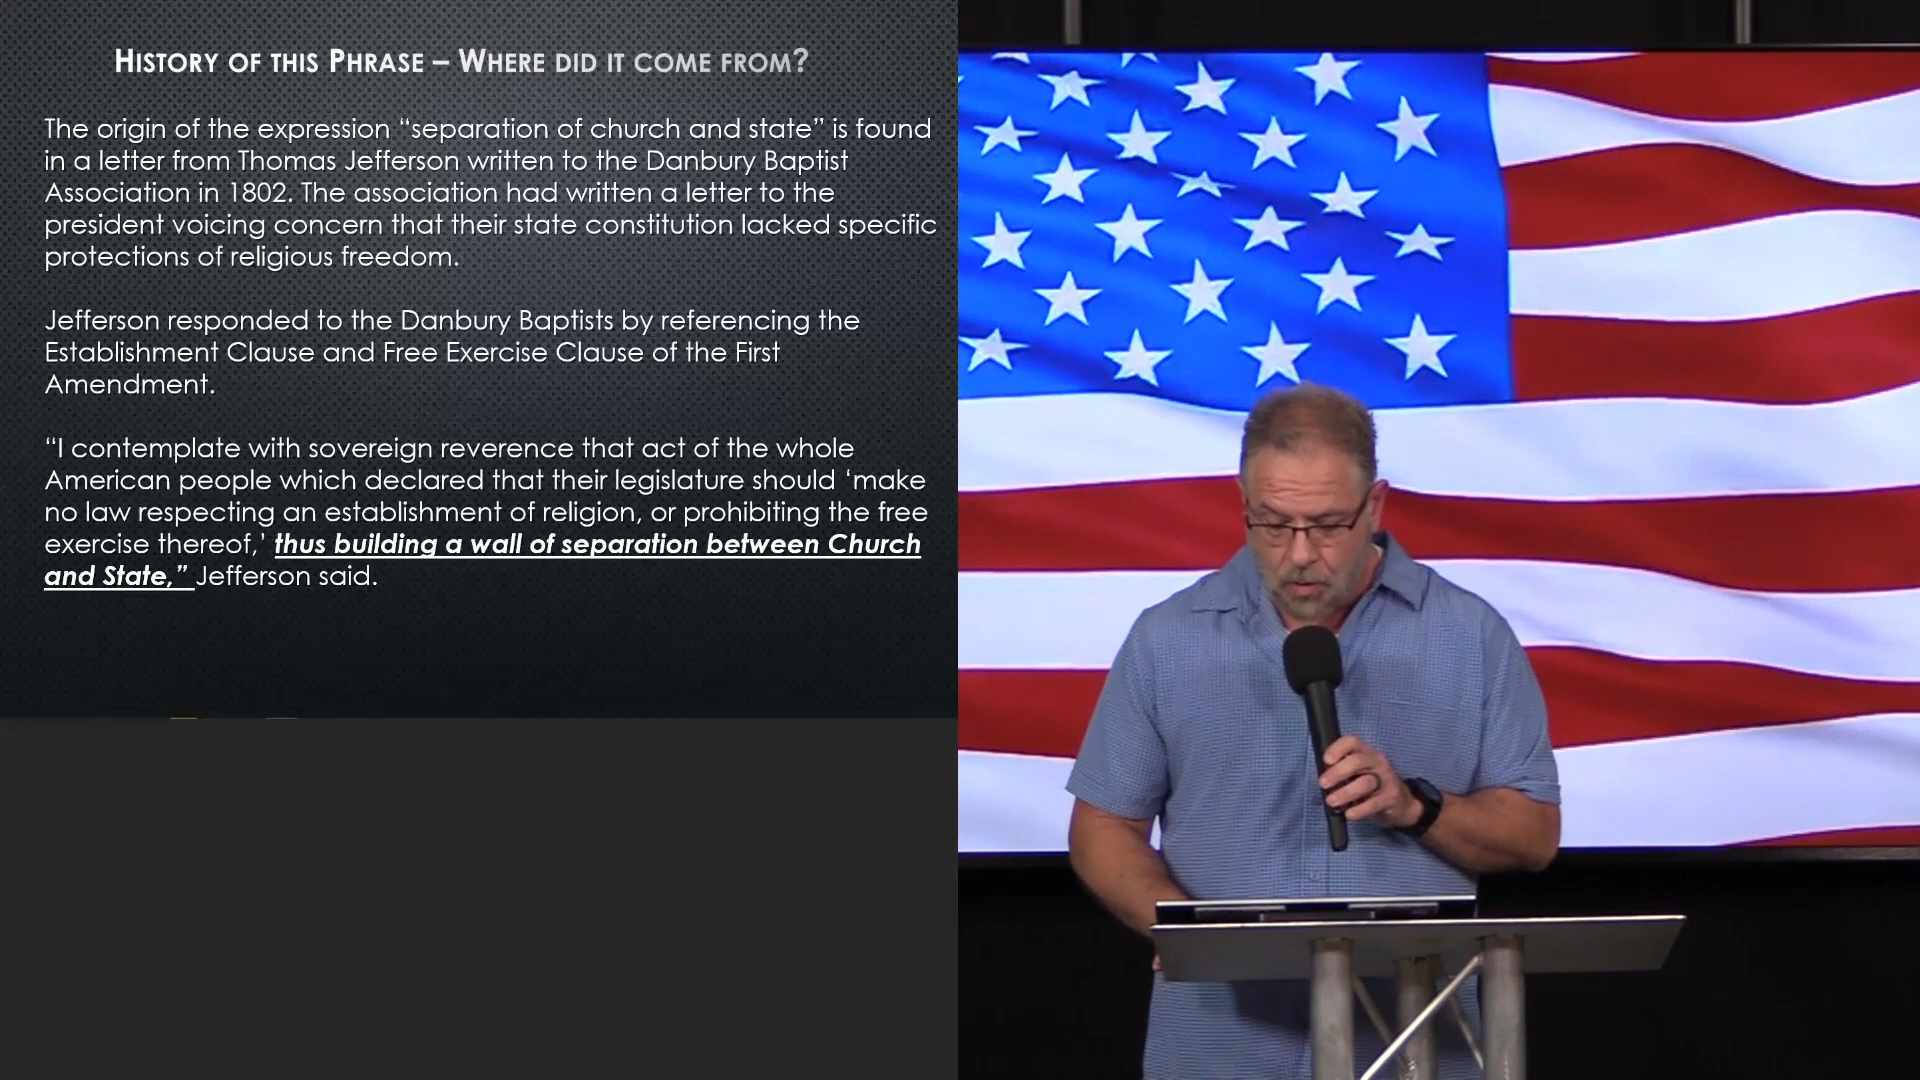 HISTORY OF THIS PHRASE – WHERE DID IT COME FROM?
The origin of the expression “separation of church and state” is found
in a letter from Thomas Jefferson written to the Danbury Baptist
Association in 1802. The association had written a letter to the
president voicing concern that their state constitution lacked specific
protections of religious freedom.
Jefferson responded to the Danbury Baptists by referencing the
Establishment Clause and Free Exercise Clause of the First
Amendment.
“I contemplate with sovereign reverence that act of the whole
American people which declared that their legislature should ‘make
no law respecting an establishment of religion, or prohibiting the free
exercise thereof,’ thus building a wall of separation between Church
and State,” Jefferson said.